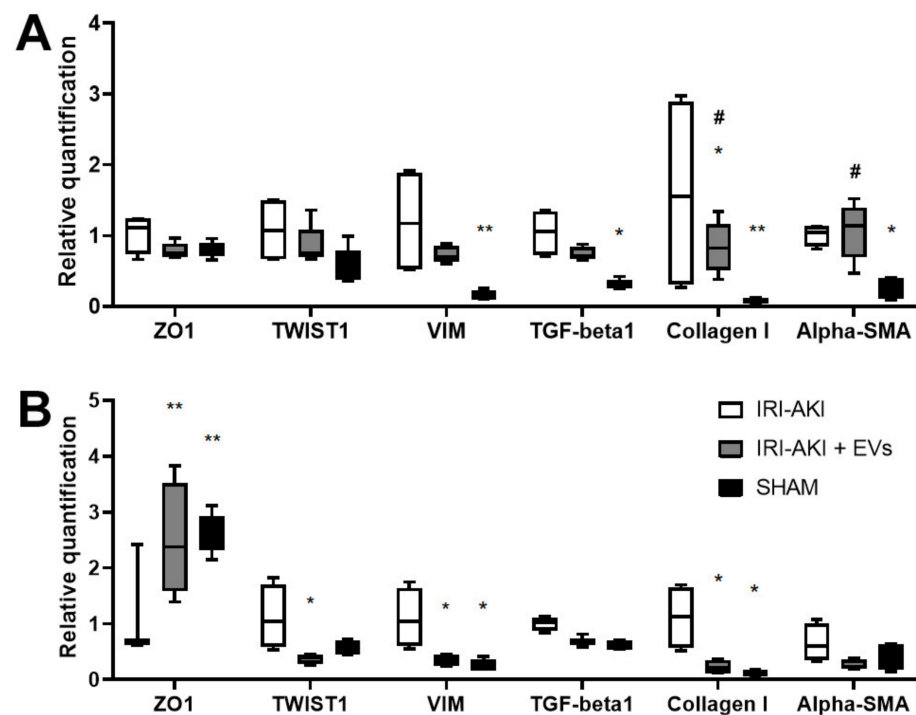 A
Relative quantification
4
3
2
1
0
#
*
#
**
*
**
*
ZO1 TWIST1 VIM TGF-beta1 Collagen I Alpha-SMA
B
Relative quantification
5
4
3
2
1
0
**
**
*
*
*
*
*
IRI-AKI
IRI-AKI + EVs
SHAM
ZO1 TWIST1 VIM TGF-beta1 Collagen I Alpha-SMA